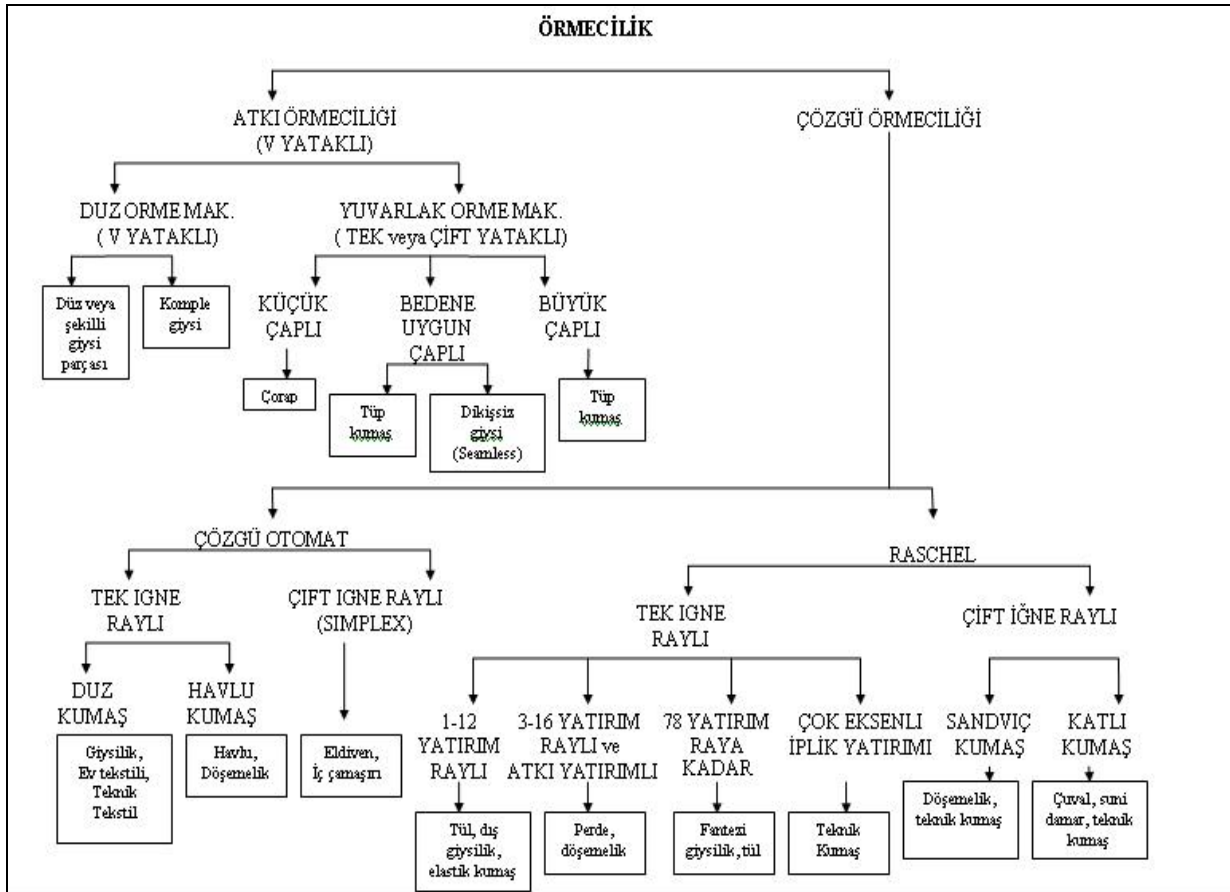 ÖRMECİLİK
ATKI ÖRMECİLİĞİ
(V YATAKLI)
ÇÖZGÜ ÖRMECİLİĞİ
DUZ ORME MAK.
( V YATAKLI)
YUVARLAK ORME MAK.
( TEK veya ÇİFT YATAKLI)
Düz veya
şekilli
giysi
parçası
Komple
giysi
KÜÇÜK
ÇAPLI
BEDENE
UYGUN
ÇAPLI
BÜYÜK
ÇAPLI
Çorap
Tüp
kumaş
Dikişsiz
giysi
(Seamless)
Tüp
kumaş
ÇÖZGÜ OTOMAT
RASCHEL
TEK IGNE
RAYLI
ÇIFT IGNE RAYLI
(SIMPLEX)
TEK IGNE
RAYLI
ÇİFT İĞNE RAYLI
DUZ
KUMAŞ
HAVLU
KUMAŞ
1-12
YATIRIM
RAYLI
3-16 YATIRIM
RAYLI ve
ATKI YATIRIMLI
78 YATIRIM
RAYA
KADAR
ÇOK EKSENLI
İPLİK YATIRIMI
SANDVIÇ
KUMAŞ
KATLI
KUMAŞ
Giysilik,
Ev tekstili,
Teknik
Tekstil
Havlu,
Döşemelik
Eldiven,
İç çamaşırı
Tül, dış
giysilik,
elastik kumaş
Perde,
döşemelik
Fantezi
giysilik, tül
Teknik
Kumaş
Döşemelik,
teknik kumaş
Çuval, suni
damar, teknik
kumaş